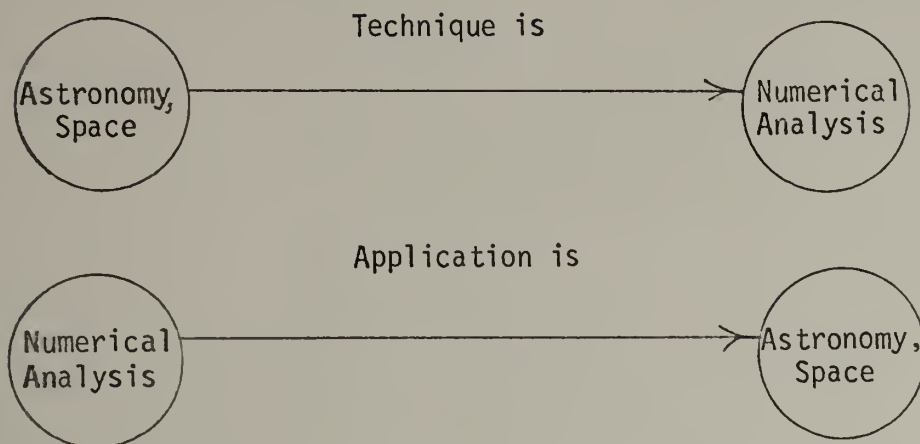 Technique is
Astronomy,
Space
Numerical
Analysis
Application is
Numerical
Analysis
Astronomy,
Space